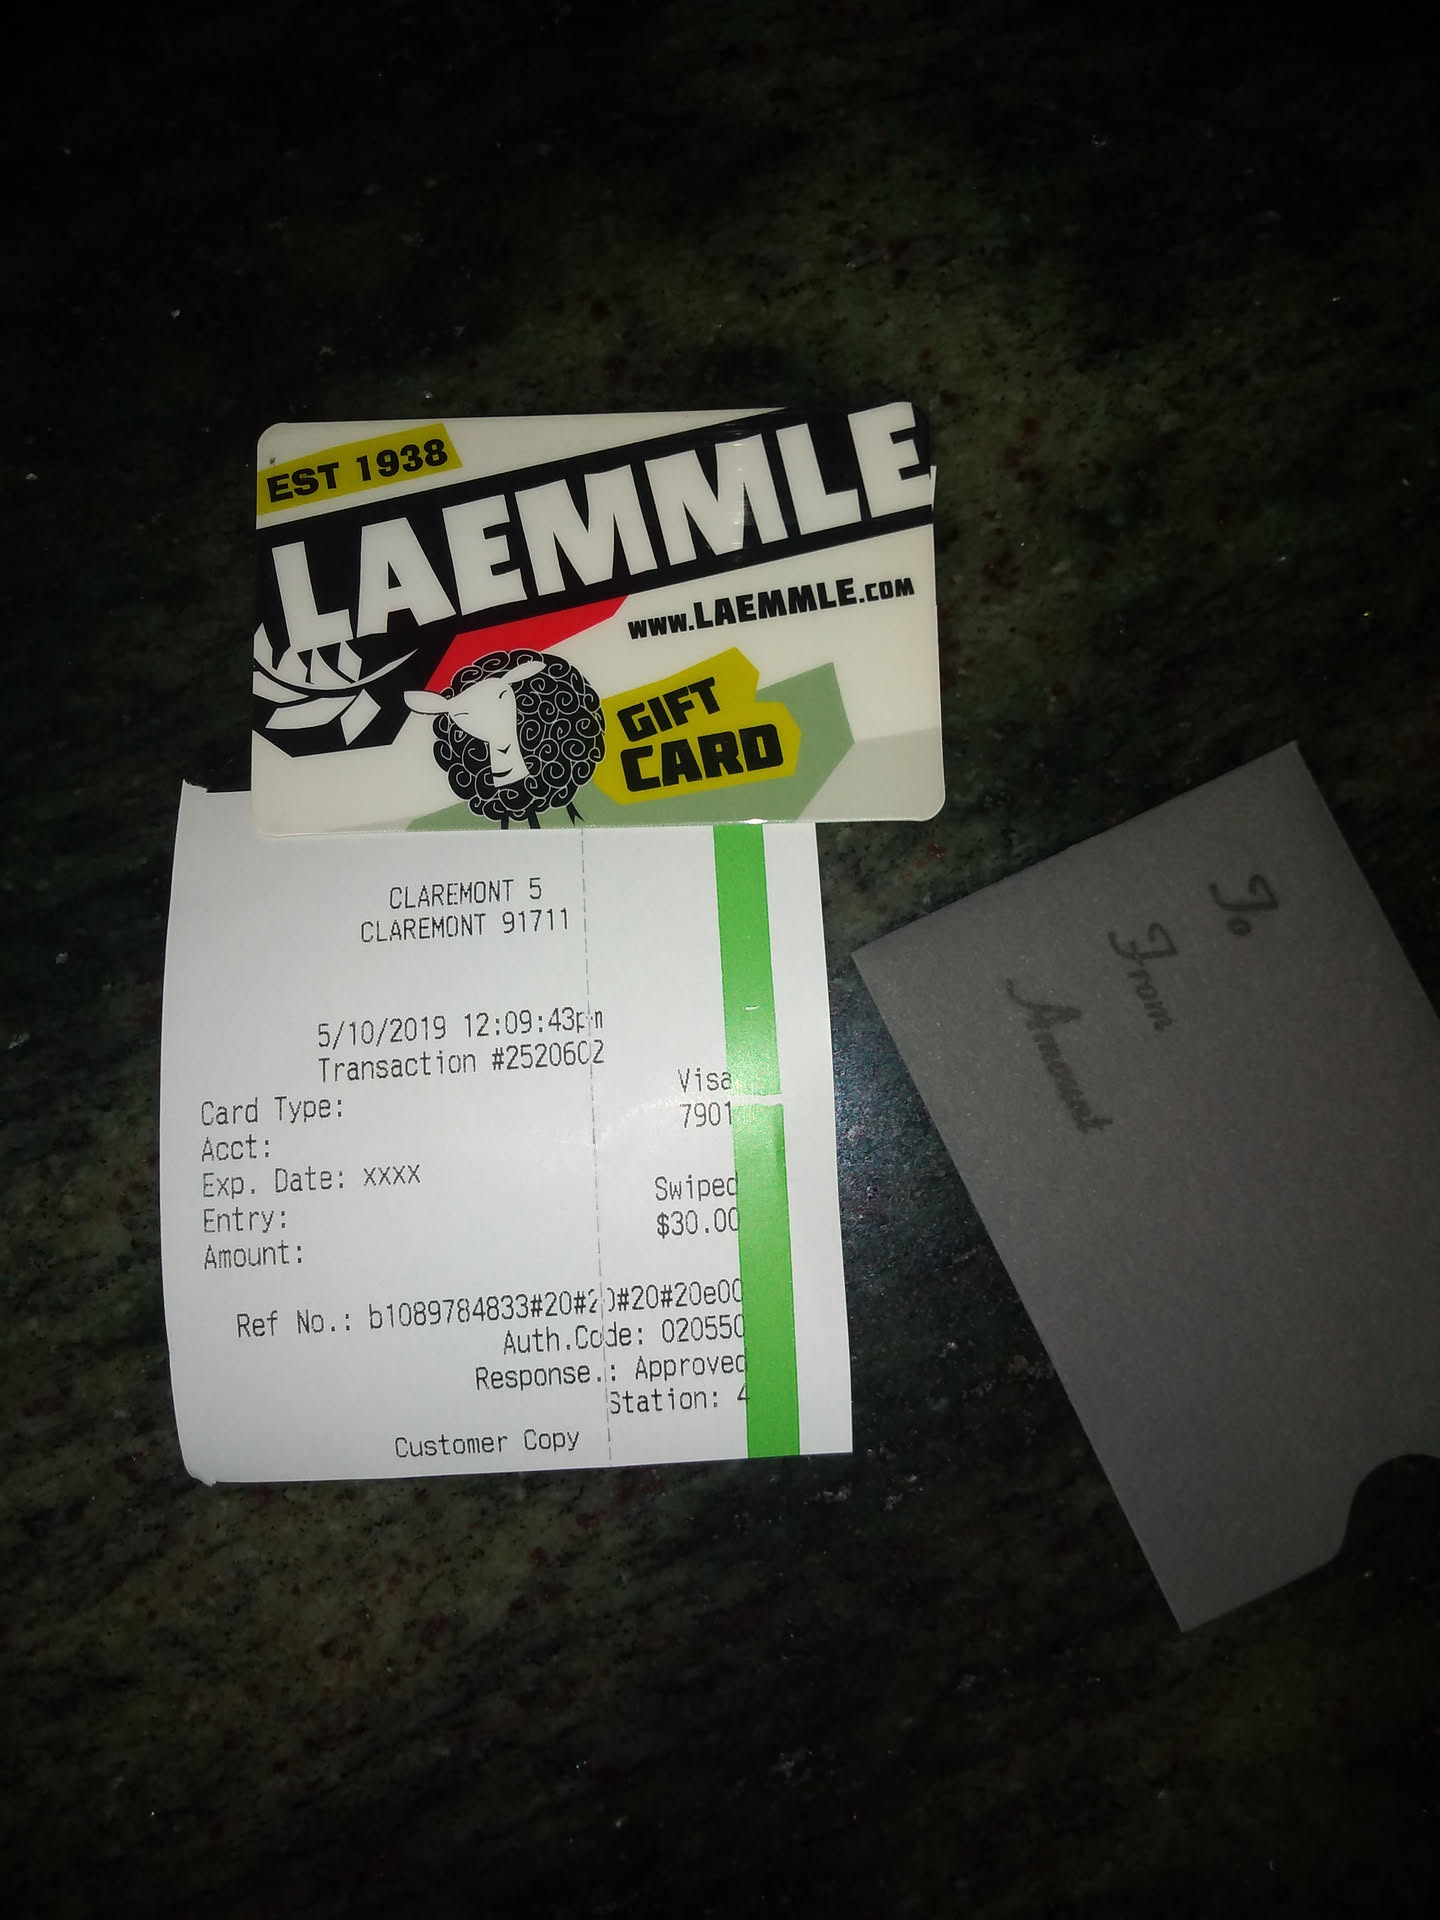 EST 1938
LAEMMLE
www.LAEMMLE.com
GIFT
CARD
CLAREMONT 5
CLAREMONT 91711
5/10/2019 12:09:43pm
Transaction #2520602
Visa
Card Type:
7901
Acct:
Exp. Date: XXXX
Swiped
Entry:
$30.00
Amount:
Ref No.: b1089784833#20#20#20#20e00
Auth.Code: 020550
Response.: Approved
Station: 4
Customer Copy
To
From
Amount